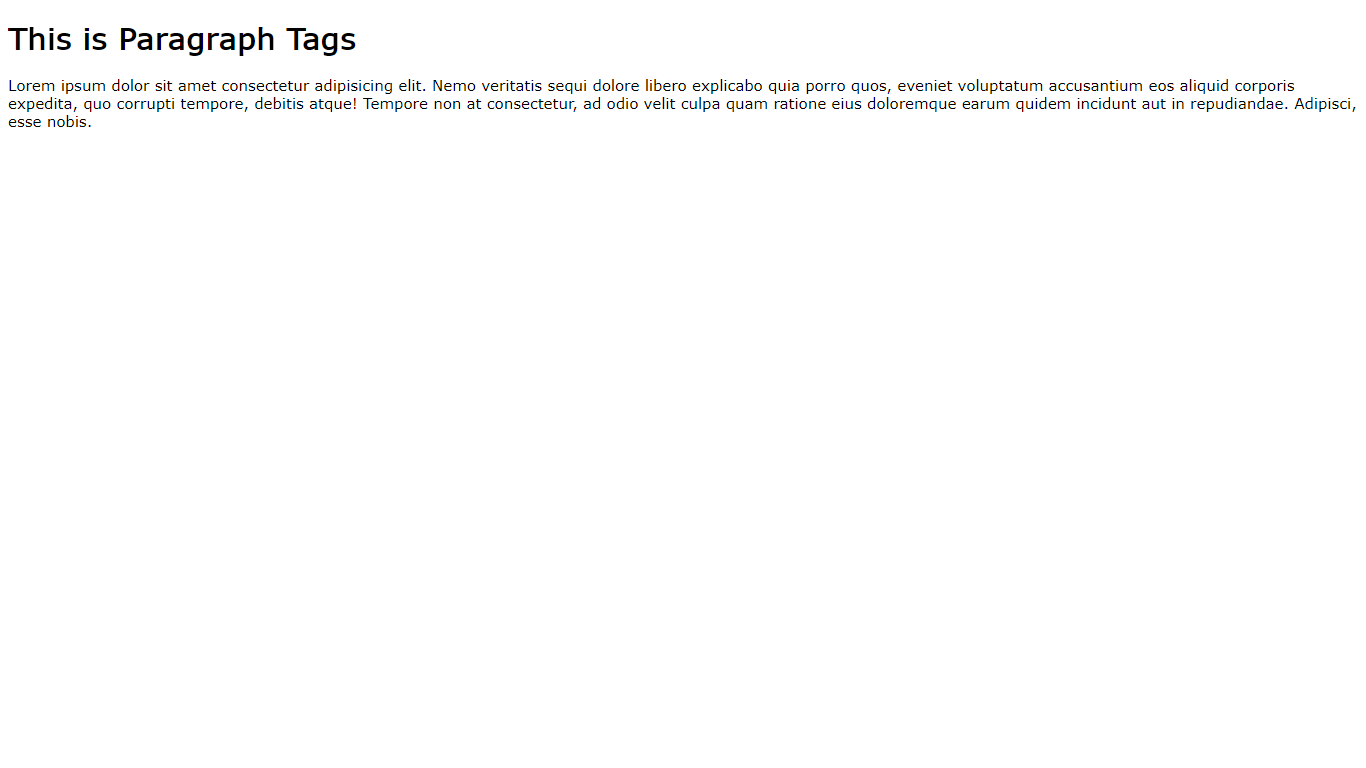 This is Paragraph Tags
Lorem ipsum dolor sit amet consectetur adipisicing elit. Nemo veritatis sequi dolore libero explicabo quia porro quos, eveniet voluptatum accusantium eos aliquid corporis
expedita, quo corrupti tempore, debitis atque! Tempore non at consectetur, ad odio velit culpa quam ratione eius doloremque earum quidem incidunt aut in repudiandae. Adipisci,
esse nobis.